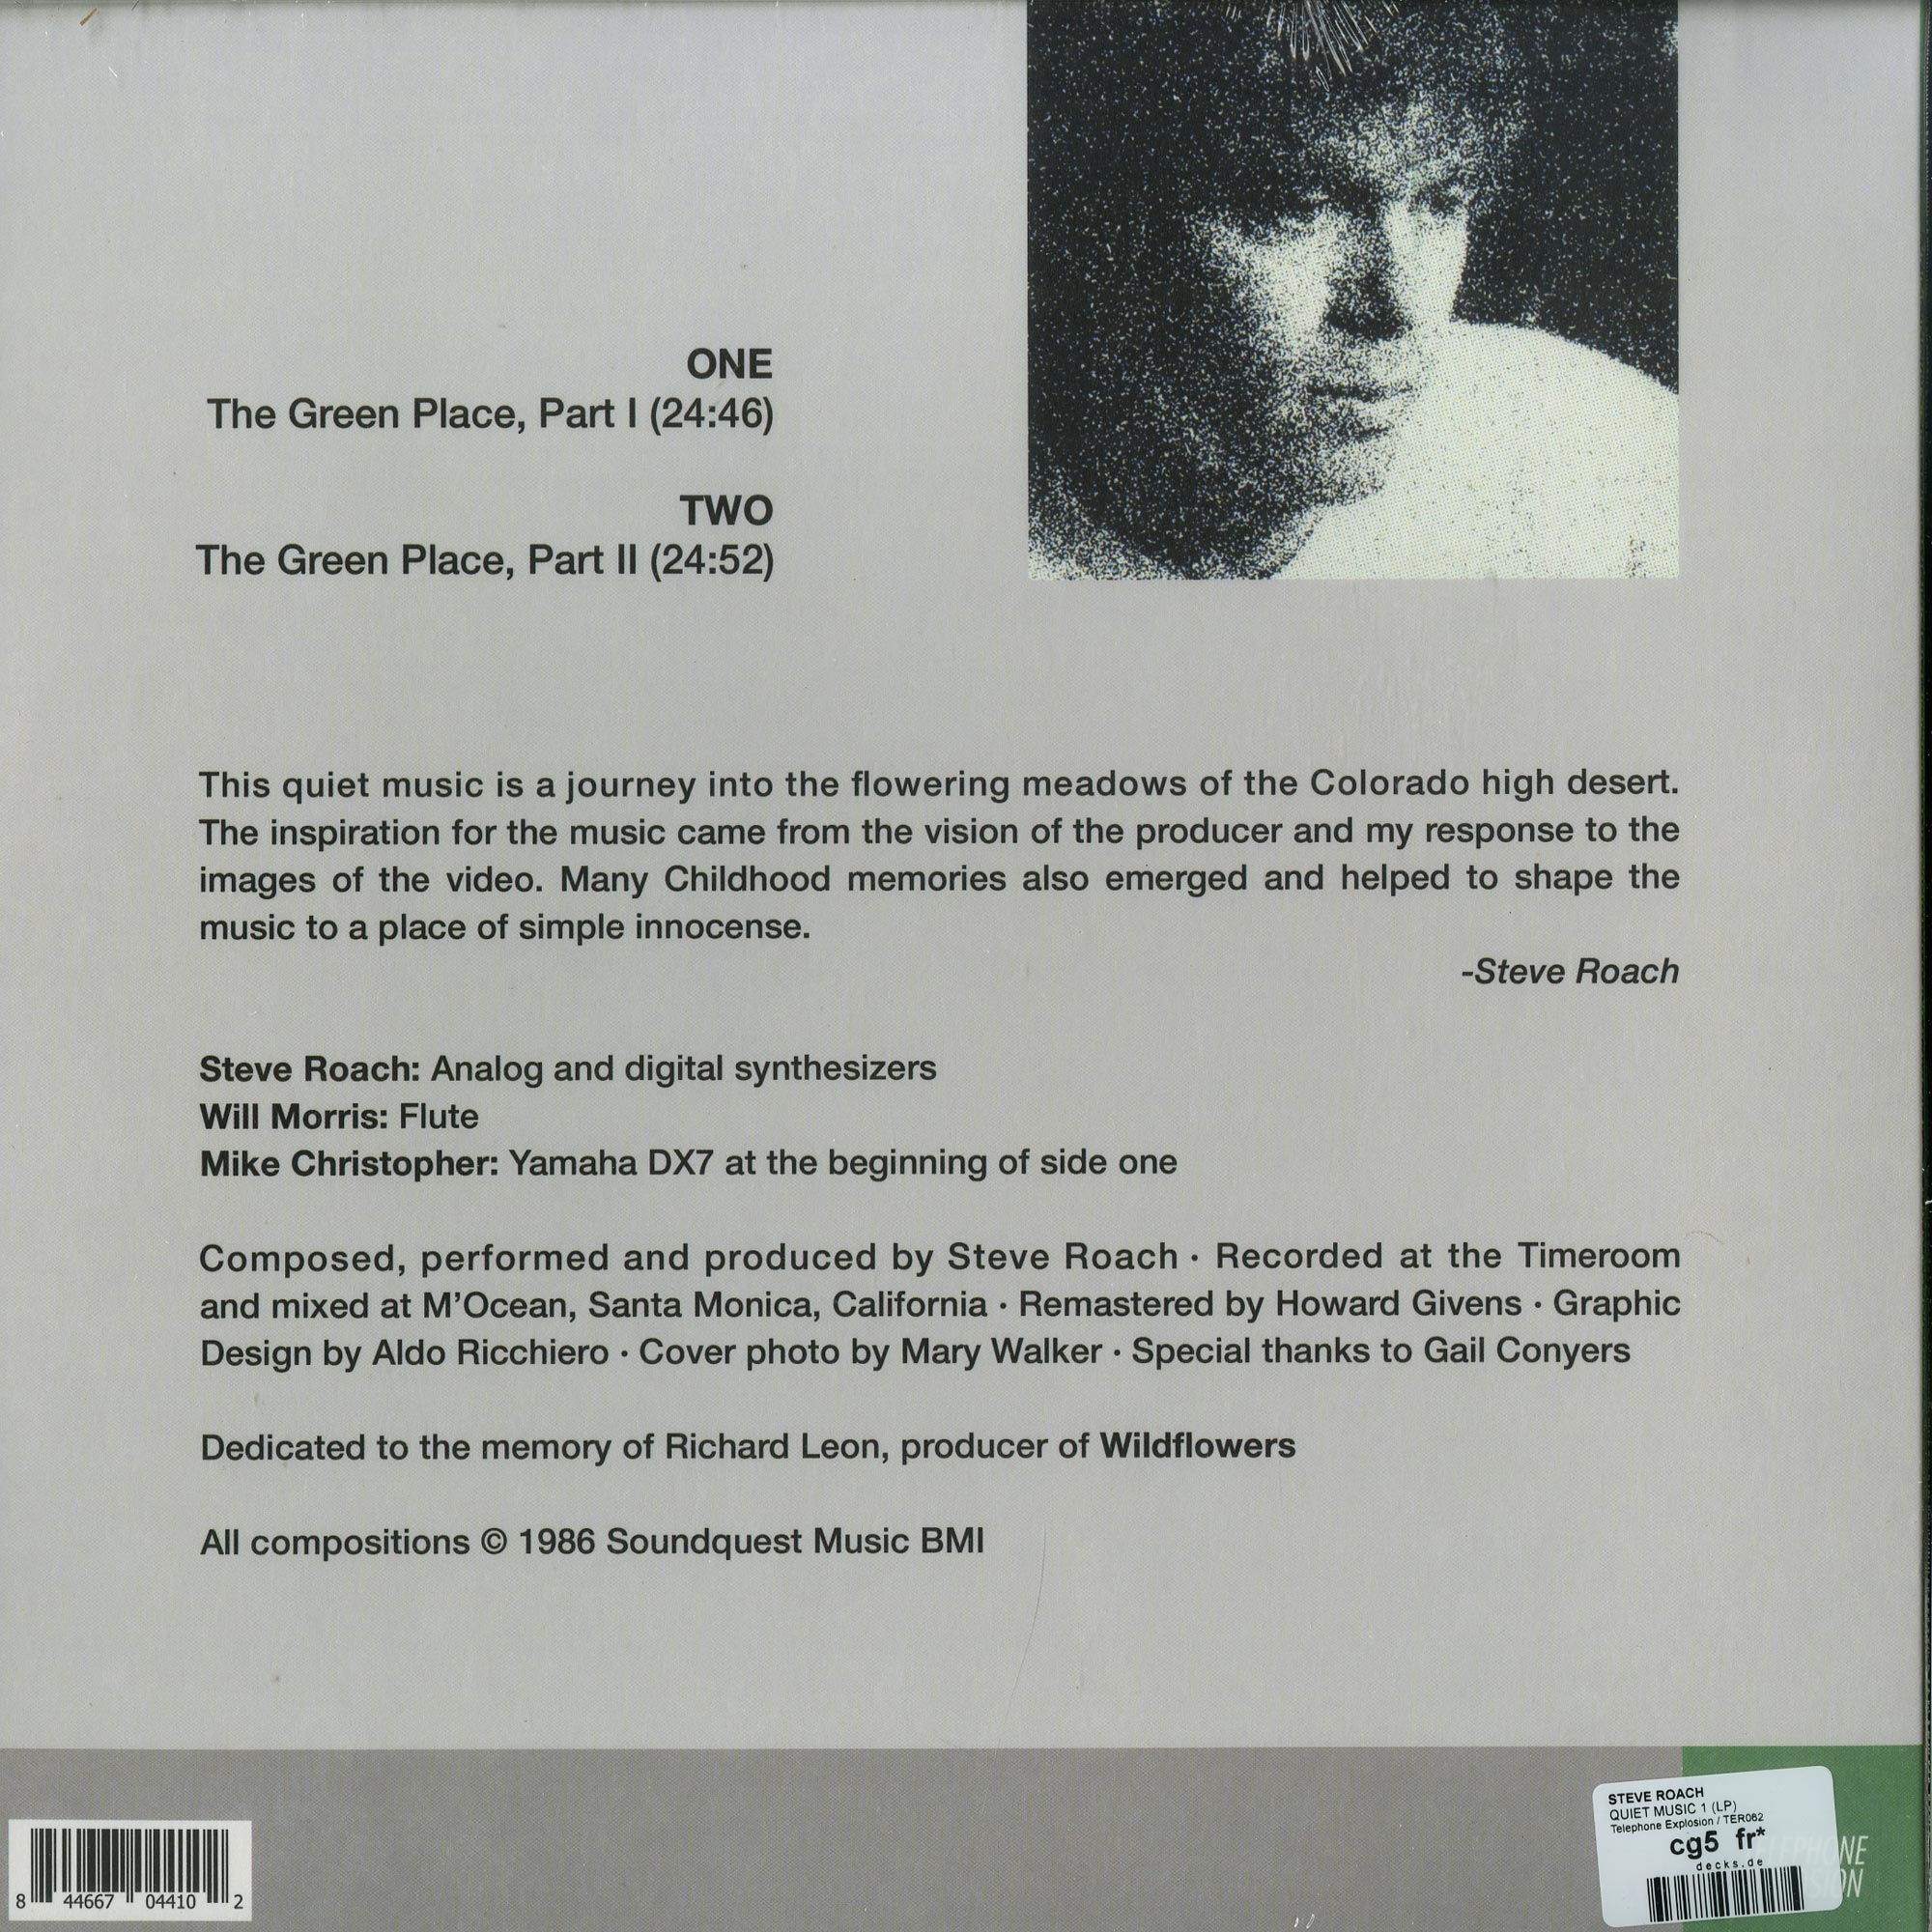 ONE
The Green Place, Part I (24:46)
TWO
The Green Place, Part II (24:52)
This quiet music is a journey into the flowering meadows of the Colorado high desert.
The inspiration for the music came from the vision of the producer and my response to the
images of the video. Many Childhood memories also emerged and helped to shape the
music to a place of simple innocense.
-Steve Roach
Steve Roach: Analog and digital synthesizers
Will Morris: Flute
Mike Christopher: Yamaha DX7 at the beginning of side one
Composed, performed and produced by Steve Roach · Recorded at the Timeroom
and mixed at M’Ocean, Santa Monica, California · Remastered by Howard Givens · Graphic
Design by Aldo Ricchiero · Cover photo by Mary Walker · Special thanks to Gail Conyers
Dedicated to the memory of Richard Leon, producer of Wildflowers
All compositions © 1986 Soundquest Music BMI
8 44667 04410 2
STEVE ROACH
QUIET MUSIC 1 (LP)
Telephone Explosion / TER062
cg5 fr*
decks.de